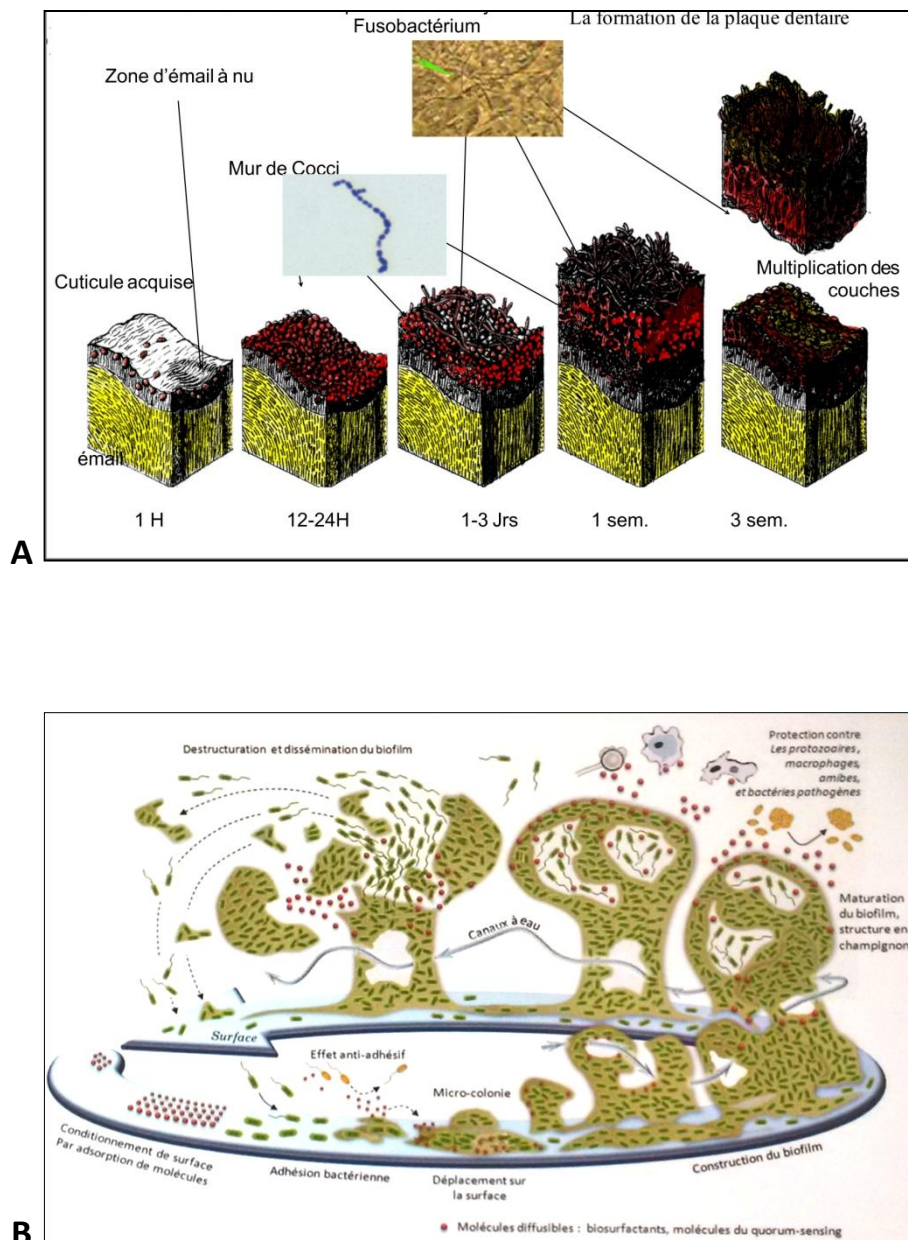 La formation de la plaque dentaire
Fusobactérium
Zone d'émail à nu
Mur de Cocci
Cuticule acquise
Multiplication des
couches
émail
1 H
12-24H
1-3 Jrs
1 sem.
3 sem.
A
Destructuration et dissémination du biofilm
Protection contre
Les protozoaires,
macrophages,
amibes,
et bactéries pathogènes
Maturation
du biofilm,
structure en
champignon
Canaux à eau
Surface
Effet anti-adhésif
Micro-colonie
Conditionnement de surface
Par adsorption de molécules
Adhésion bactérienne
Déplacement sur
la surface
Construction du biofilm
Molécules diffusibles : biosurfactants, molécules du quorum-sensing
B